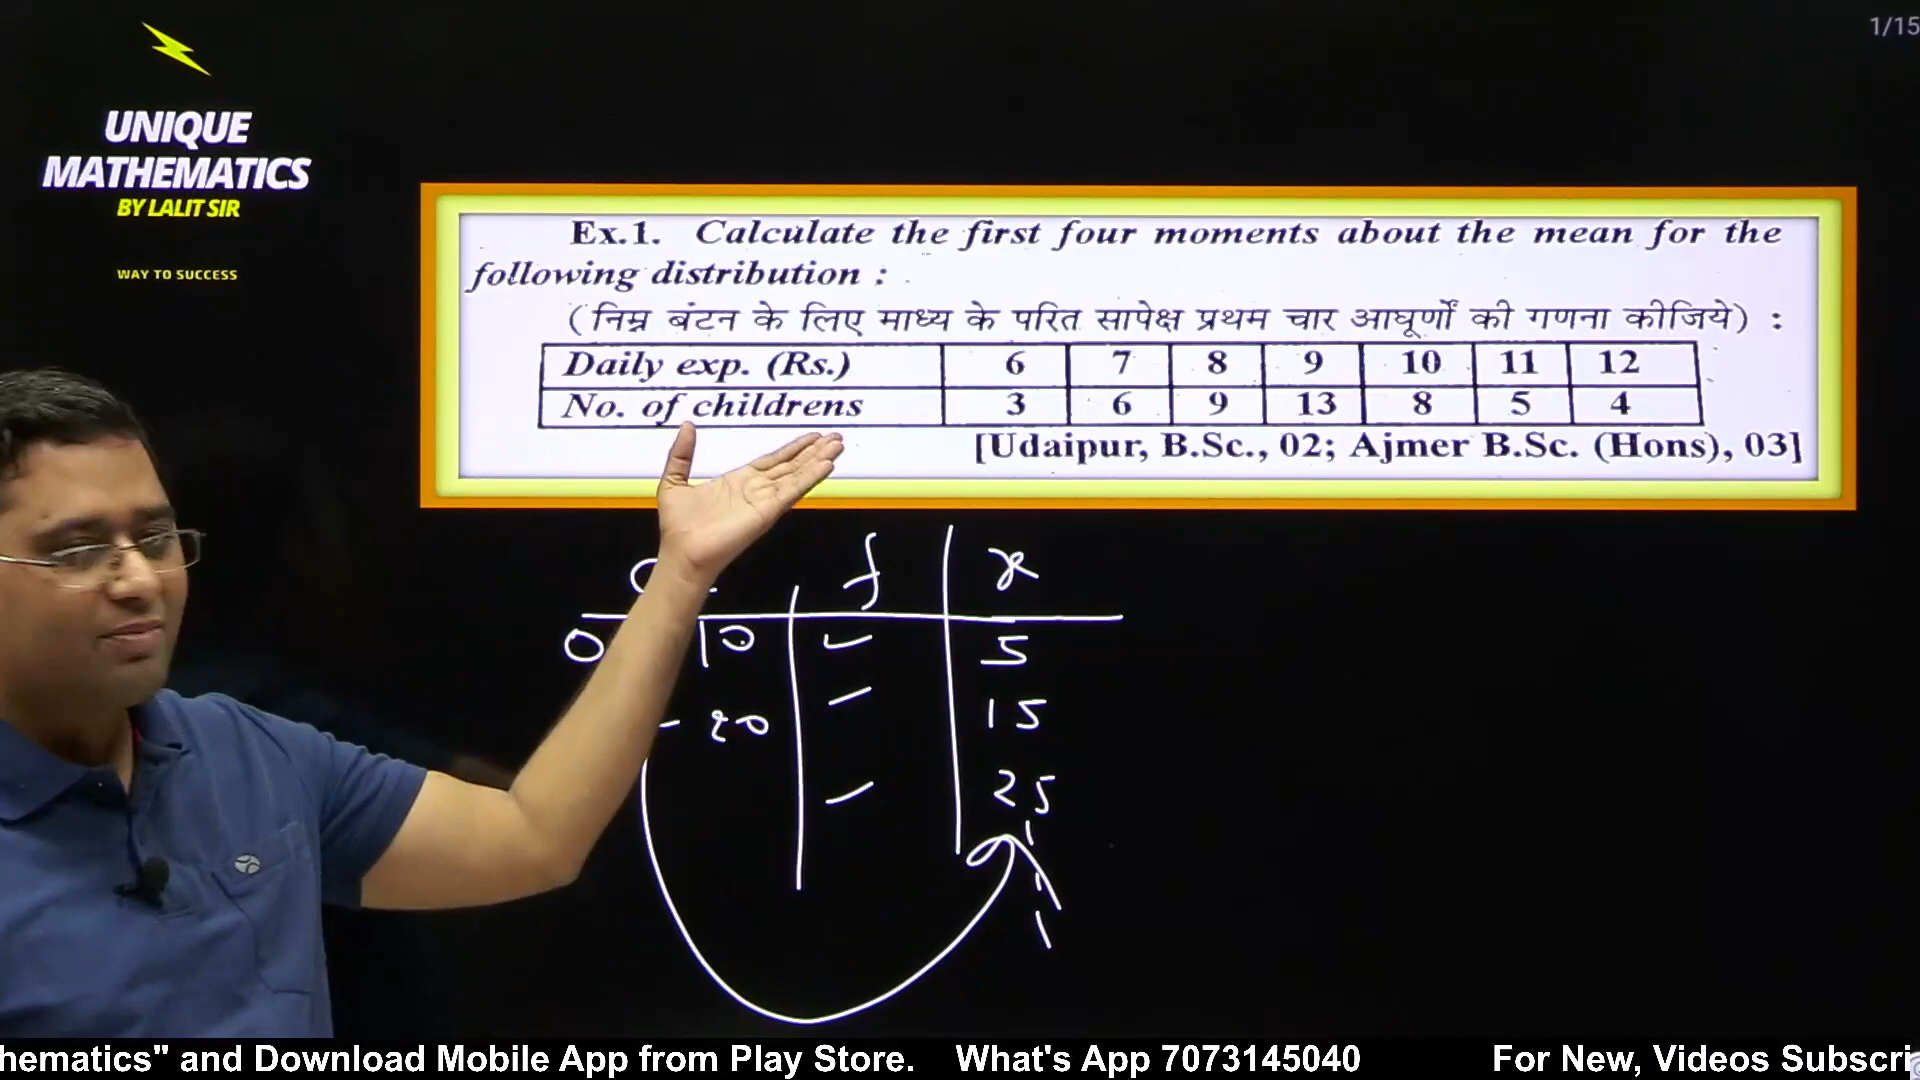 1/15
UNIQUE
MATHEMATICS
BY LALIT SIR
WAY TO SUCCESS
Ex.1. Calculate the first four moments about the mean for the
following distribution :
(निम्न बंटन के लिए माध्य के परित सापेक्ष प्रथम चार आघूर्णों की गणना कीजिये) :
Daily exp. (Rs.) 6 7 8 9 10 11 12
No. of childrens 3 6 9 13 8 5 4
[Udaipur, B.Sc., 02; Ajmer B.Sc. (Hons), 03]
f x
0 10 5
- 20 15
25
hematics" and Download Mobile App from Play Store. What's App 7073145040 For New, Videos Subscri